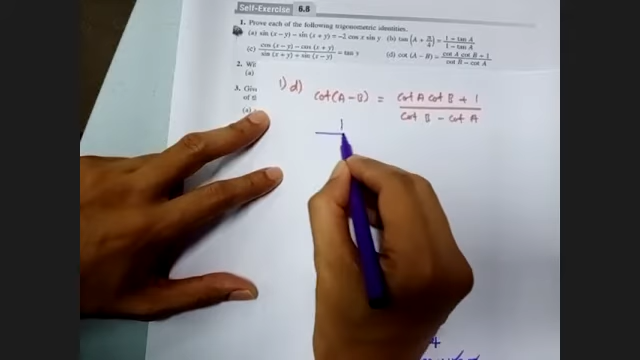 Self-Exercise 6.8
1. Prove each of the following trigonometric identities.
(a) sin (x – y) – sin (x + y) = –2 cos x sin y (b) tan (A + π/4) = 1 + tan A / 1 – tan A
(c) cos (x – y) – cos (x + y) / sin (x + y) + sin (x – y) = tan y (d) cot (A – B) = cot A cot B + 1 / cot B – cot A
2.
(a)
3.
of
(a)
1) d) cot(A – B) = cot A cot B + 1 / cot B – cot A
1